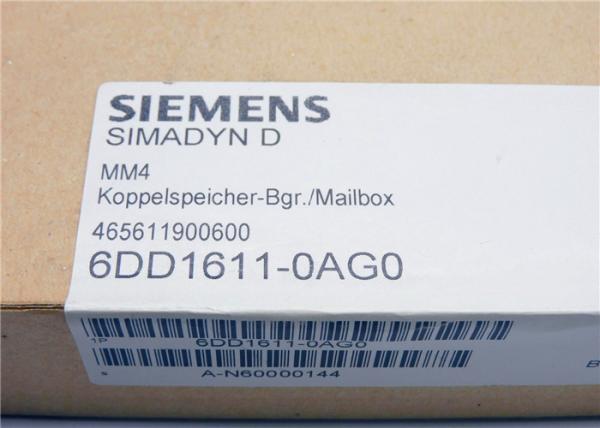 SIEMENS
SIMADYN D
MM4
Koppelspeicher-Bgr./Mailbox
465611900600
6DD1611-0AG0
1P 6DD1611-0AG0
S A-N60000144